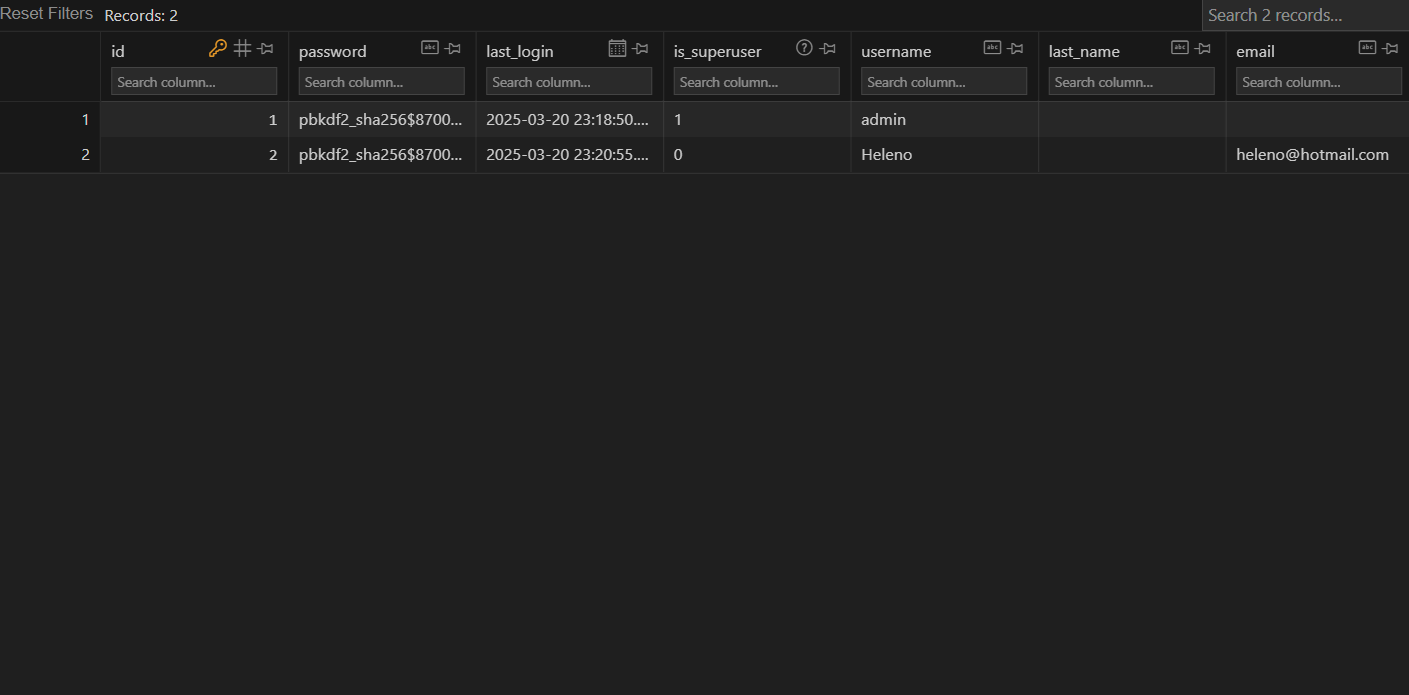 Reset Filters Records: 2 Search 2 records...
id password last_login is_superuser username last_name email
Search column... Search column... Search column... Search column... Search column... Search column... Search column...
1 1 pbkdf2_sha256$8700... 2025-03-20 23:18:50.... 1 admin
2 2 pbkdf2_sha256$8700... 2025-03-20 23:20:55.... 0 Heleno heleno@hotmail.com